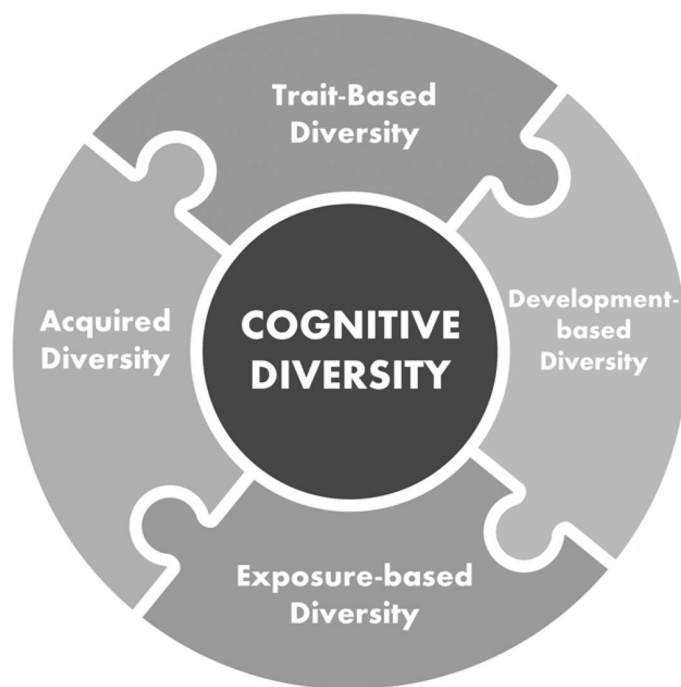 Trait-Based
Diversity
Development-
based
Diversity
Exposure-based
Diversity
Acquired
Diversity
COGNITIVE
DIVERSITY